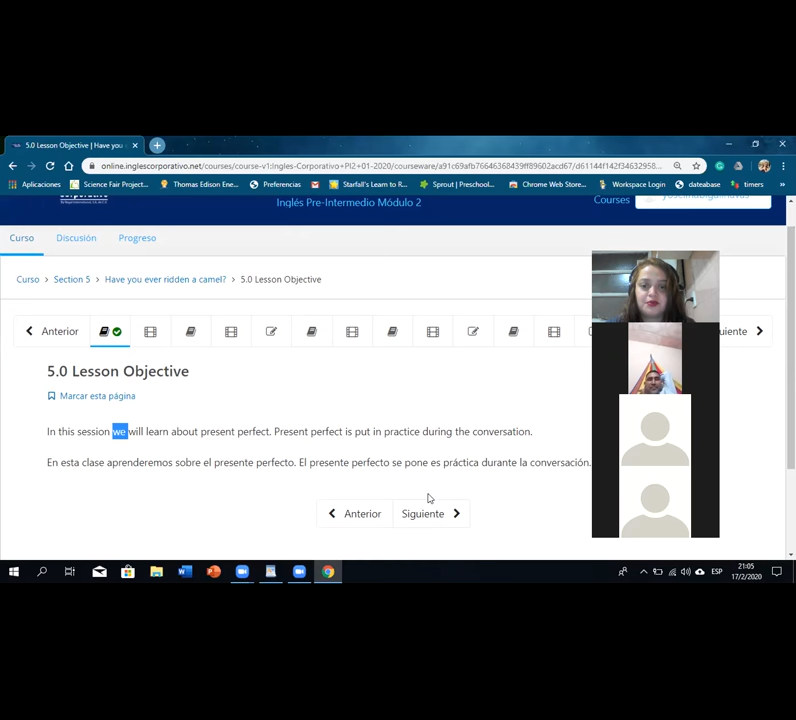 5.0 Lesson Objective | Have you
online.inglescorporativo.net/courses/course-v1:Ingles-Corporativo+PI2+01-2020/courseware/a91c69afb76646368439ff89602acd67/d61144f142f34632958...
Aplicaciones Science Fair Project... Thomas Edison Ene... Preferencias Starfall's Learn to R... Sprout | Preschool... Chrome Web Store... Workspace Login dateabase timers »
Inglés Pre-Intermedio Módulo 2
Courses
Curso Discusión Progreso
Curso > Section 5 > Have you ever ridden a camel? > 5.0 Lesson Objective
Anterior
5.0 Lesson Objective
Marcar esta página
In this session we will learn about present perfect. Present perfect is put in practice during the conversation.
En esta clase aprenderemos sobre el presente perfecto. El presente perfecto se pone es práctica durante la conversación.
Anterior Siguiente
ESP
21:05
17/2/2020